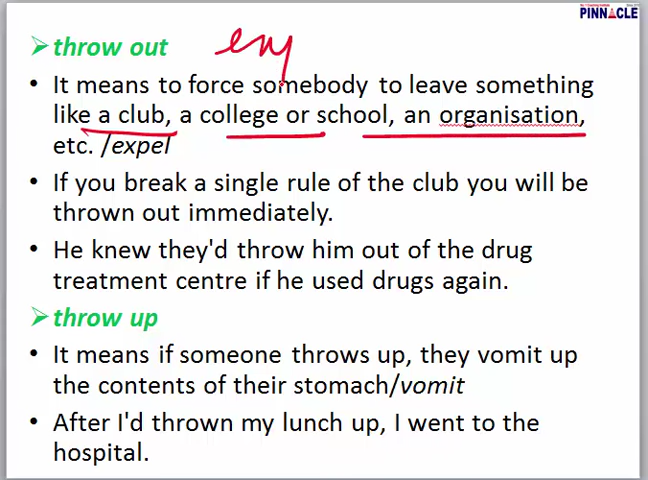 PINNACLE
➢ throw out
• It means to force somebody to leave something
like a club, a college or school, an organisation,
etc. /expel
• If you break a single rule of the club you will be
thrown out immediately.
• He knew they'd throw him out of the drug
treatment centre if he used drugs again.
➢ throw up
• It means if someone throws up, they vomit up
the contents of their stomach/vomit
• After I'd thrown my lunch up, I went to the
hospital.